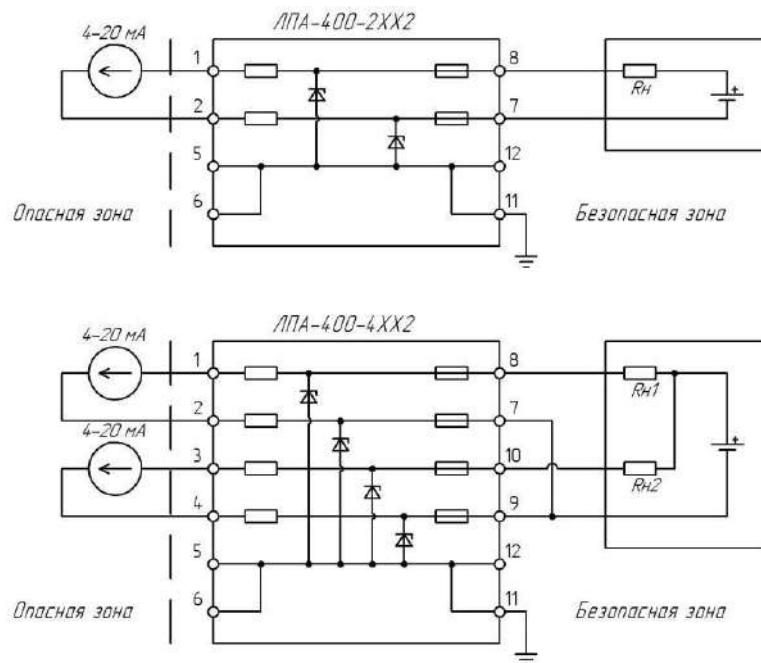 ЛПА-400-2ХХ2
4-20 мА
1
8
Rн
+
2
7
5
12
6
11
Опасная зона
Безопасная зона
ЛПА-400-4ХХ2
4-20 мА
1
8
Rн1
2
7
4-20 мА
3
10
+
Rн2
4
9
5
12
6
11
Опасная зона
Безопасная зона